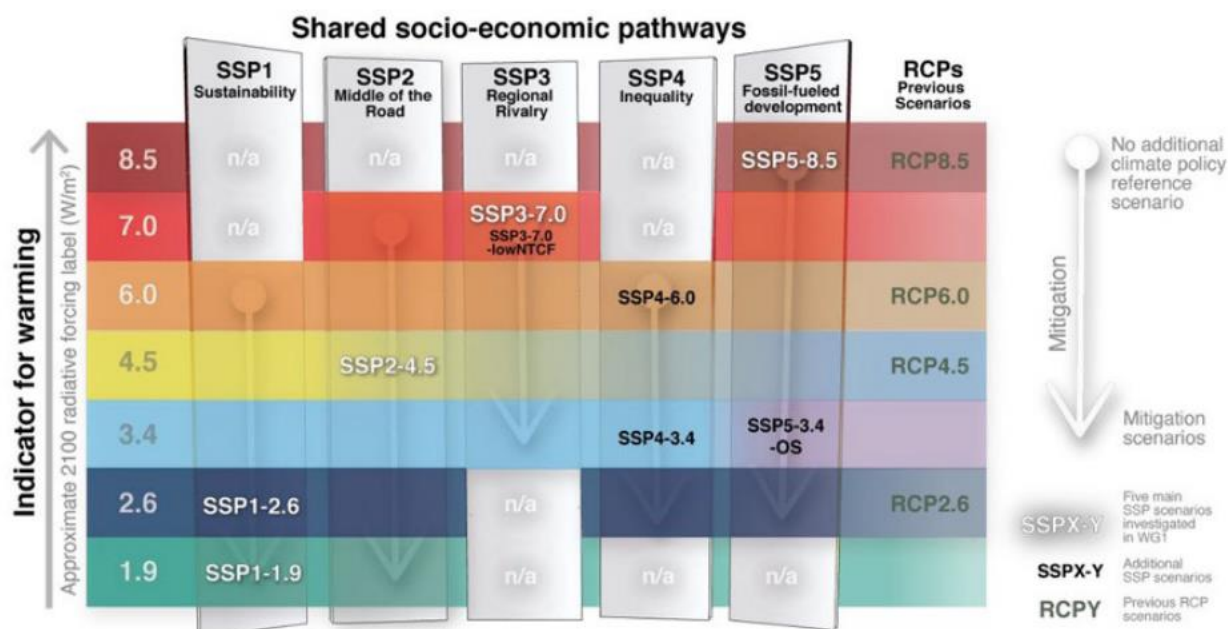 Shared socio-economic pathways
SSP1
Sustainability
SSP2
Middle of the
Road
SSP3
Regional
Rivalry
SSP4
Inequality
SSP5
Fossil-fueled
development
RCPs
Previous
Scenarios
Indicator for warming
Approximate 2100 radiative forcing label (W/m²)
8.5
n/a
n/a
n/a
n/a
SSP5-8.5
RCP8.5
7.0
n/a
SSP3-7.0
SSP3-7.0
-lowNTCF
n/a
6.0
SSP4-6.0
RCP6.0
4.5
SSP2-4.5
RCP4.5
3.4
SSP4-3.4
SSP5-3.4
-OS
2.6
SSP1-2.6
n/a
RCP2.6
1.9
SSP1-1.9
n/a
n/a
n/a
No additional
climate policy
reference
scenario
Mitigation
Mitigation
scenarios
SSPX-Y
Five main
SSP scenarios
investigated
in WG1
SSPX-Y
Additional
SSP scenarios
RCPY
Previous RCP
scenarios